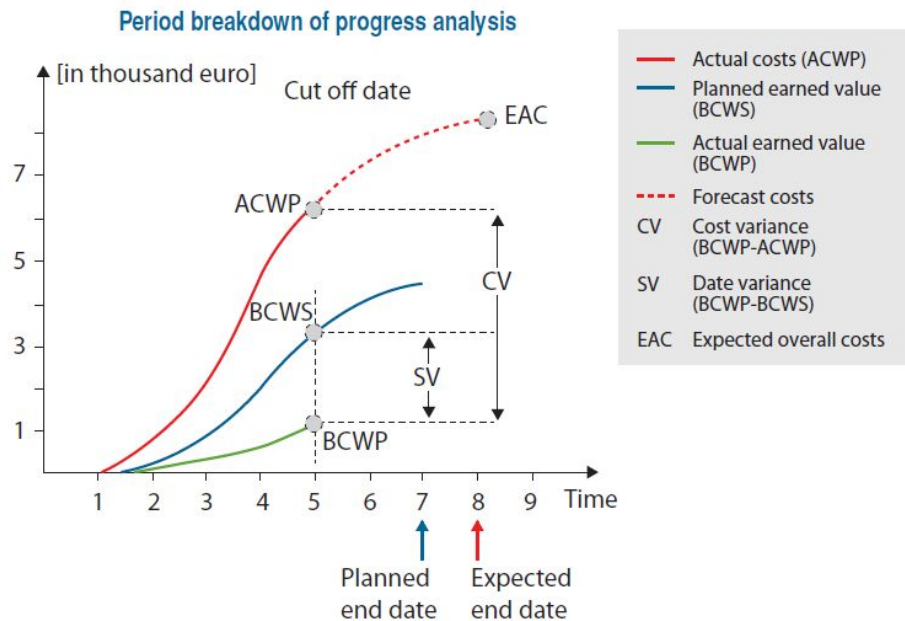 Period breakdown of progress analysis
[in thousand euro]
Cut off date
EAC
7
ACWP
5
CV
BCWS
3
SV
1
BCWP
1 2 3 4 5 6 7 8 9 Time
Planned
end date
Expected
end date
Actual costs (ACWP)
Planned earned value
(BCWS)
Actual earned value
(BCWP)
Forecast costs
CV Cost variance
(BCWP-ACWP)
SV Date variance
(BCWP-BCWS)
EAC Expected overall costs